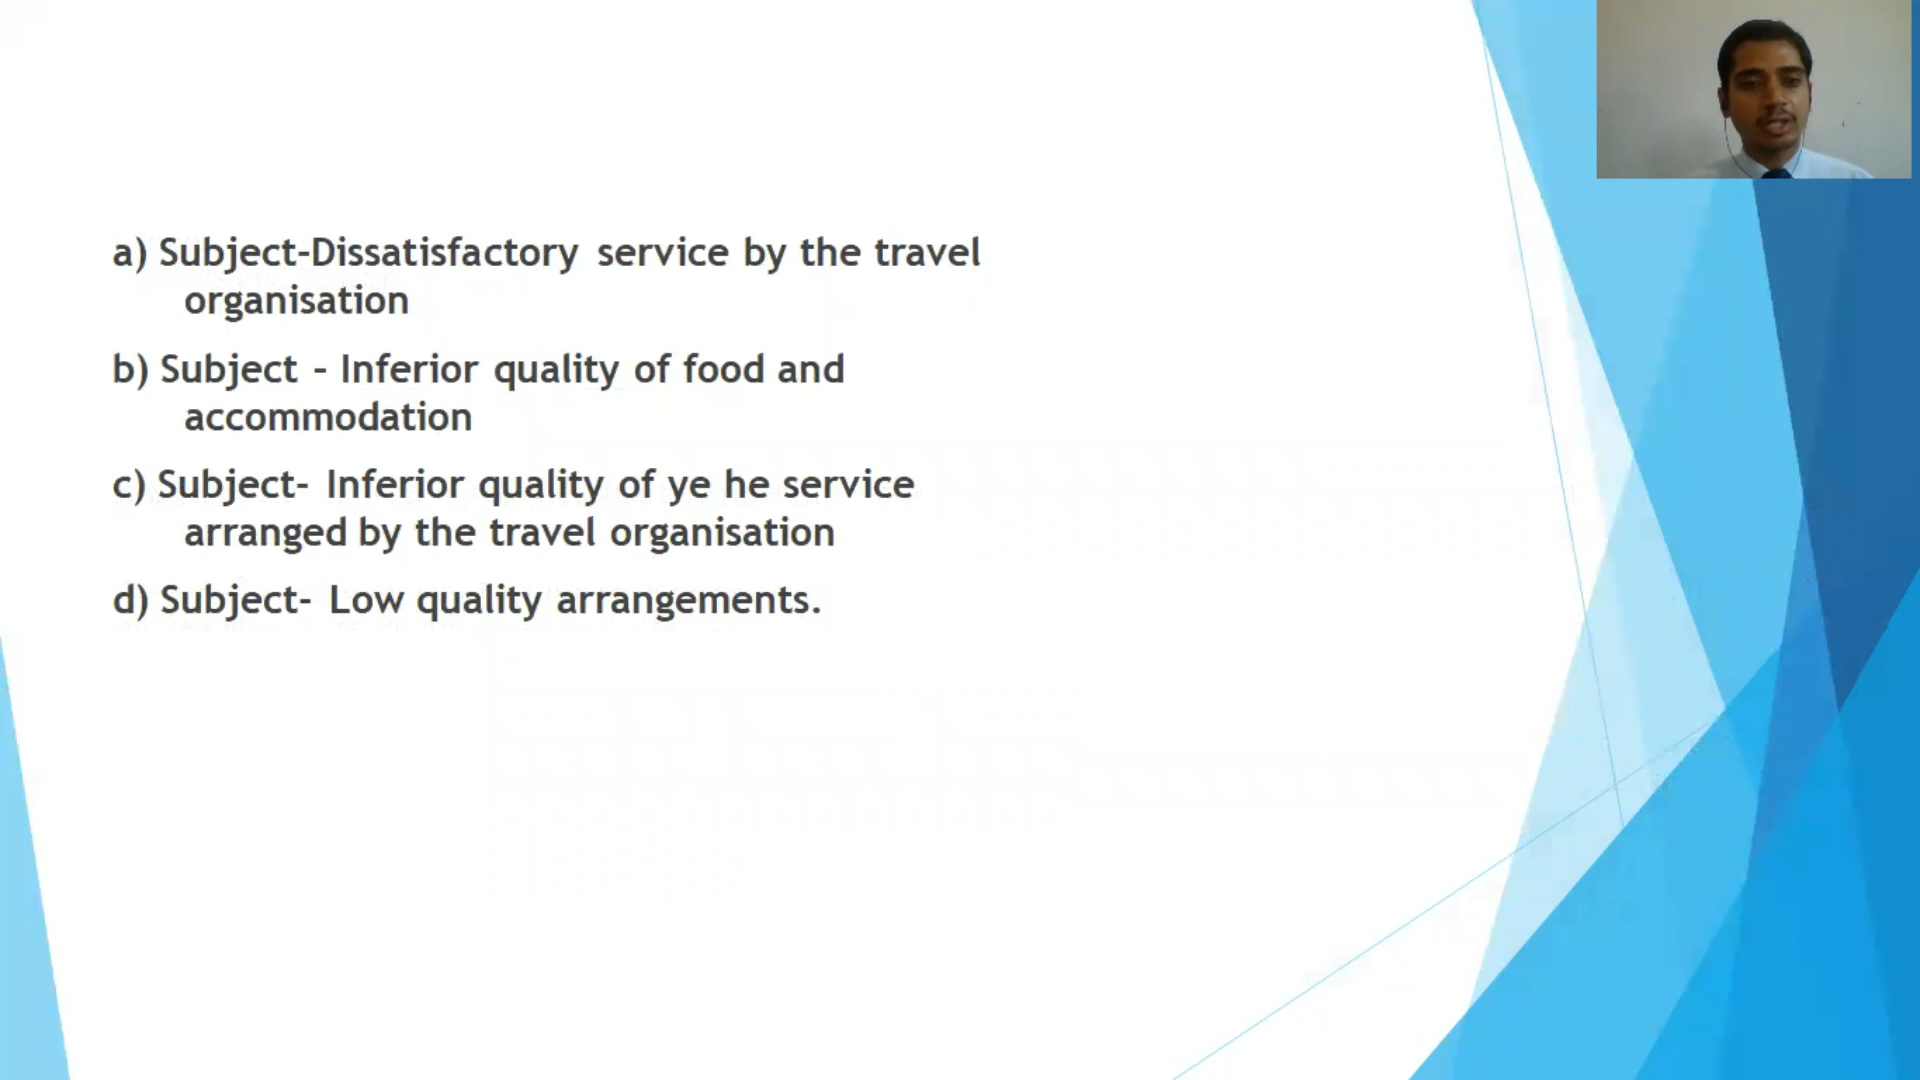 a) Subject-Dissatisfactory service by the travel
organisation
b) Subject – Inferior quality of food and
accommodation
c) Subject- Inferior quality of ye he service
arranged by the travel organisation
d) Subject- Low quality arrangements.